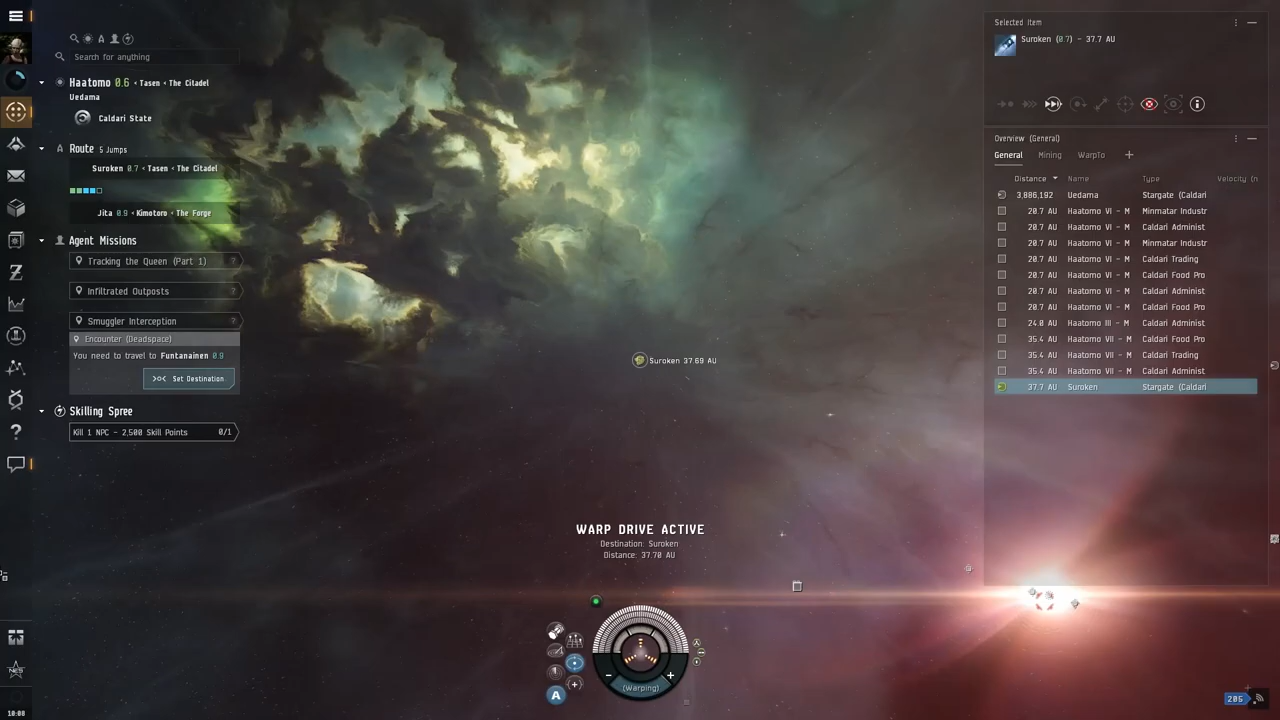 Search for anything
Haatomo 0.6 < Tasen < The Citadel
Uedama
Caldari State
Route 5 Jumps
Suroken 0.7 < Tasen < The Citadel
Jita 0.9 < Kimotoro < The Forge
Agent Missions
Tracking the Queen (Part 1) ?
Infiltrated Outposts ?
Smuggler Interception ?
Encounter (Deadspace)
You need to travel to Funtanainen 0.9
Set Destination
Skilling Spree
Kill 1 NPC - 2,500 Skill Points 0/1
10:08
Suroken 37.69 AU
WARP DRIVE ACTIVE
Destination: Suroken
Distance: 37.70 AU
(Warping)
A
Selected Item
Suroken (0.7) - 37.7 AU
Overview (General)
General Mining WarpTo +
Distance Name Type Velocity (m
3,886,192 Uedama Stargate (Caldari
20.7 AU Haatomo VI - M Minmatar Industr
20.7 AU Haatomo VI - M Caldari Administ
20.7 AU Haatomo VI - M Minmatar Industr
20.7 AU Haatomo VI - M Caldari Trading
20.7 AU Haatomo VI - M Caldari Food Pro
20.7 AU Haatomo VI - M Caldari Administ
20.7 AU Haatomo VI - M Caldari Food Pro
24.0 AU Haatomo III - M Caldari Administ
35.4 AU Haatomo VII - M Caldari Food Pro
35.4 AU Haatomo VII - M Caldari Trading
35.4 AU Haatomo VII - M Caldari Administ
37.7 AU Suroken Stargate (Caldari
205